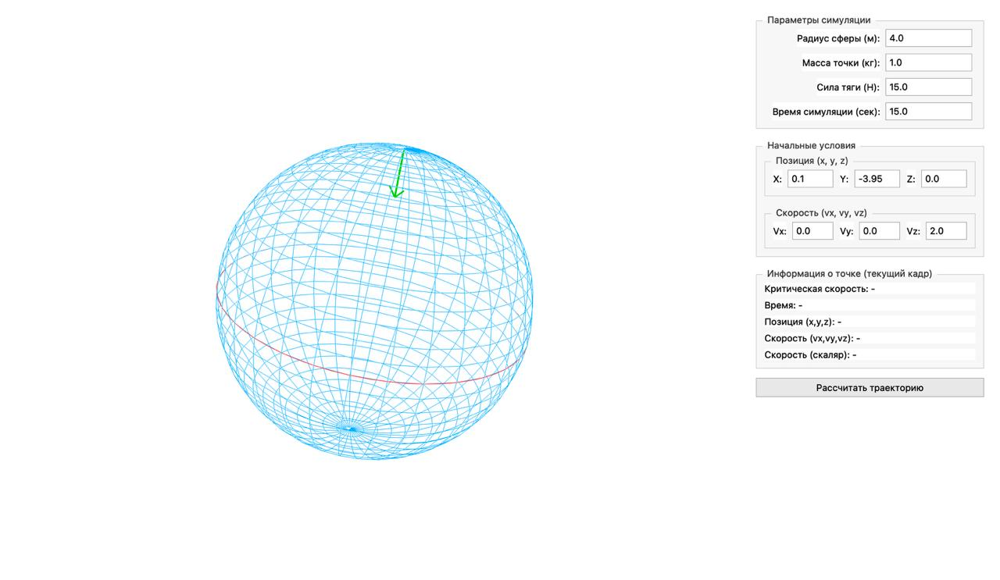 Параметры симуляции
Радиус сферы (м): 4.0
Масса точки (кг): 1.0
Сила тяги (Н): 15.0
Время симуляции (сек): 15.0
Начальные условия
Позиция (x, y, z)
X: 0.1 Y: -3.95 Z: 0.0
Скорость (vx, vy, vz)
Vx: 0.0 Vy: 0.0 Vz: 2.0
Информация о точке (текущий кадр)
Критическая скорость: -
Время: -
Позиция (x,y,z): -
Скорость (vx,vy,vz): -
Скорость (скаляр): -
Рассчитать траекторию